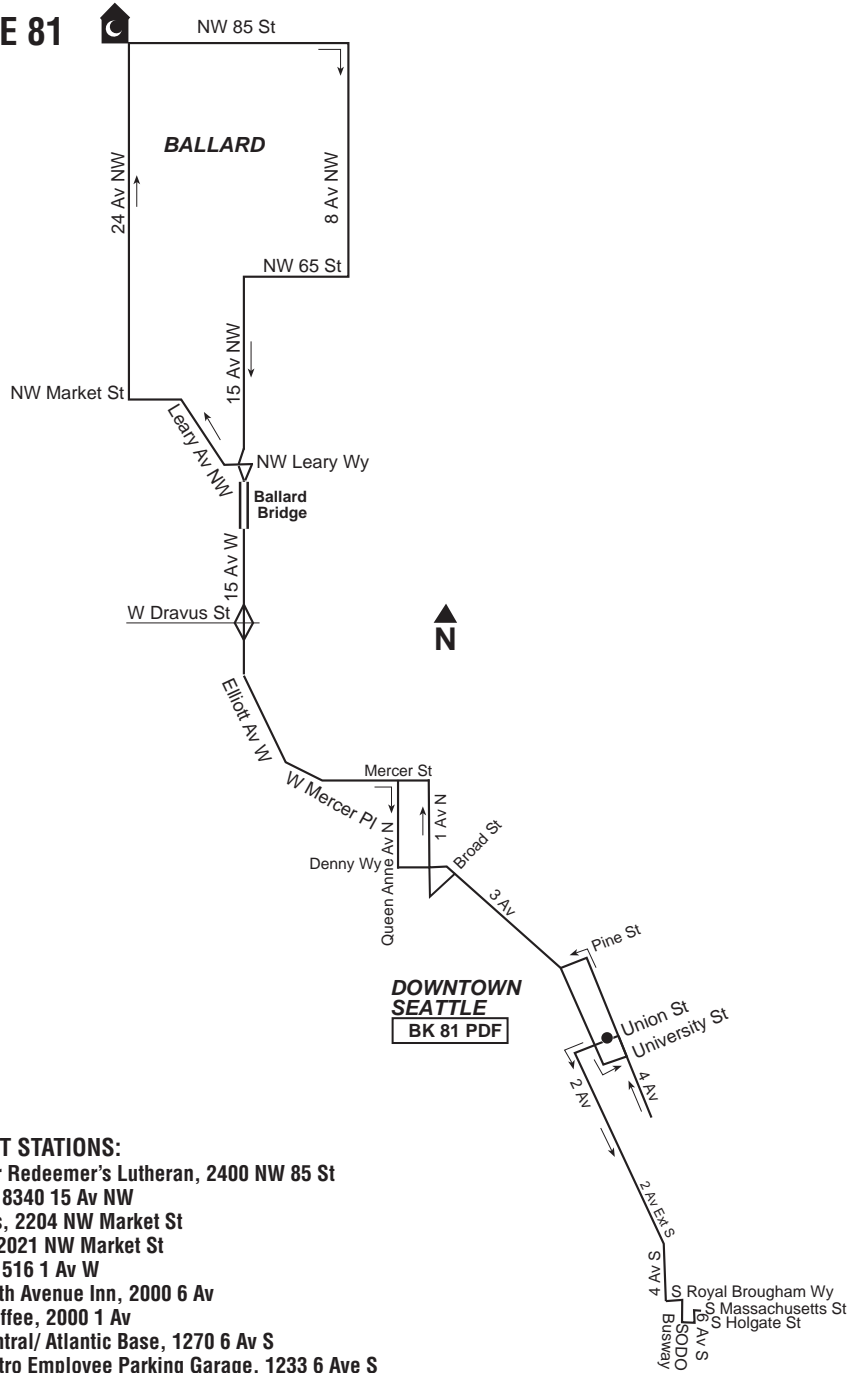 E 81
NW 85 St
BALLARD
24 Av NW
8 Av NW
NW 65 St
15 Av NW
NW Market St
Leary Av NW
NW Leary Wy
Ballard
Bridge
15 Av W
W Dravus St
N
Elliott Av W
W Mercer Pl
Mercer St
Queen Anne Av N
1 Av N
Denny Wy
Broad St
3 Av
Pine St
DOWNTOWN
SEATTLE
BK 81 PDF
Union St
University St
2 Av
4 Av
2 Av Ext S
4 Av S
S Royal Brougham Wy
S Massachusetts St
S Holgate St
SODO
Busway
6 Av S
T STATIONS:
r Redeemer's Lutheran, 2400 NW 85 St
8340 15 Av NW
s, 2204 NW Market St
2021 NW Market St
516 1 Av W
th Avenue Inn, 2000 6 Av
ffee, 2000 1 Av
ntral/ Atlantic Base, 1270 6 Av S
tro Employee Parking Garage, 1233 6 Ave S